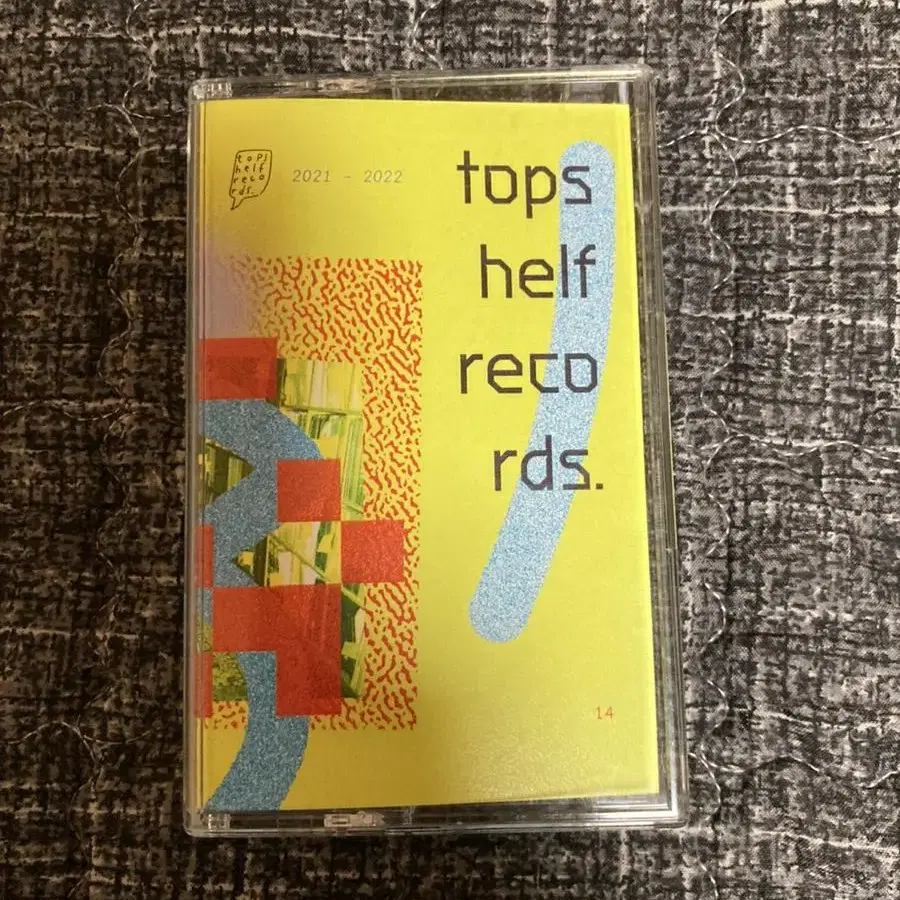 tops
helf
reco
rds.
2021 - 2022
tops
helf
reco
rds.
14